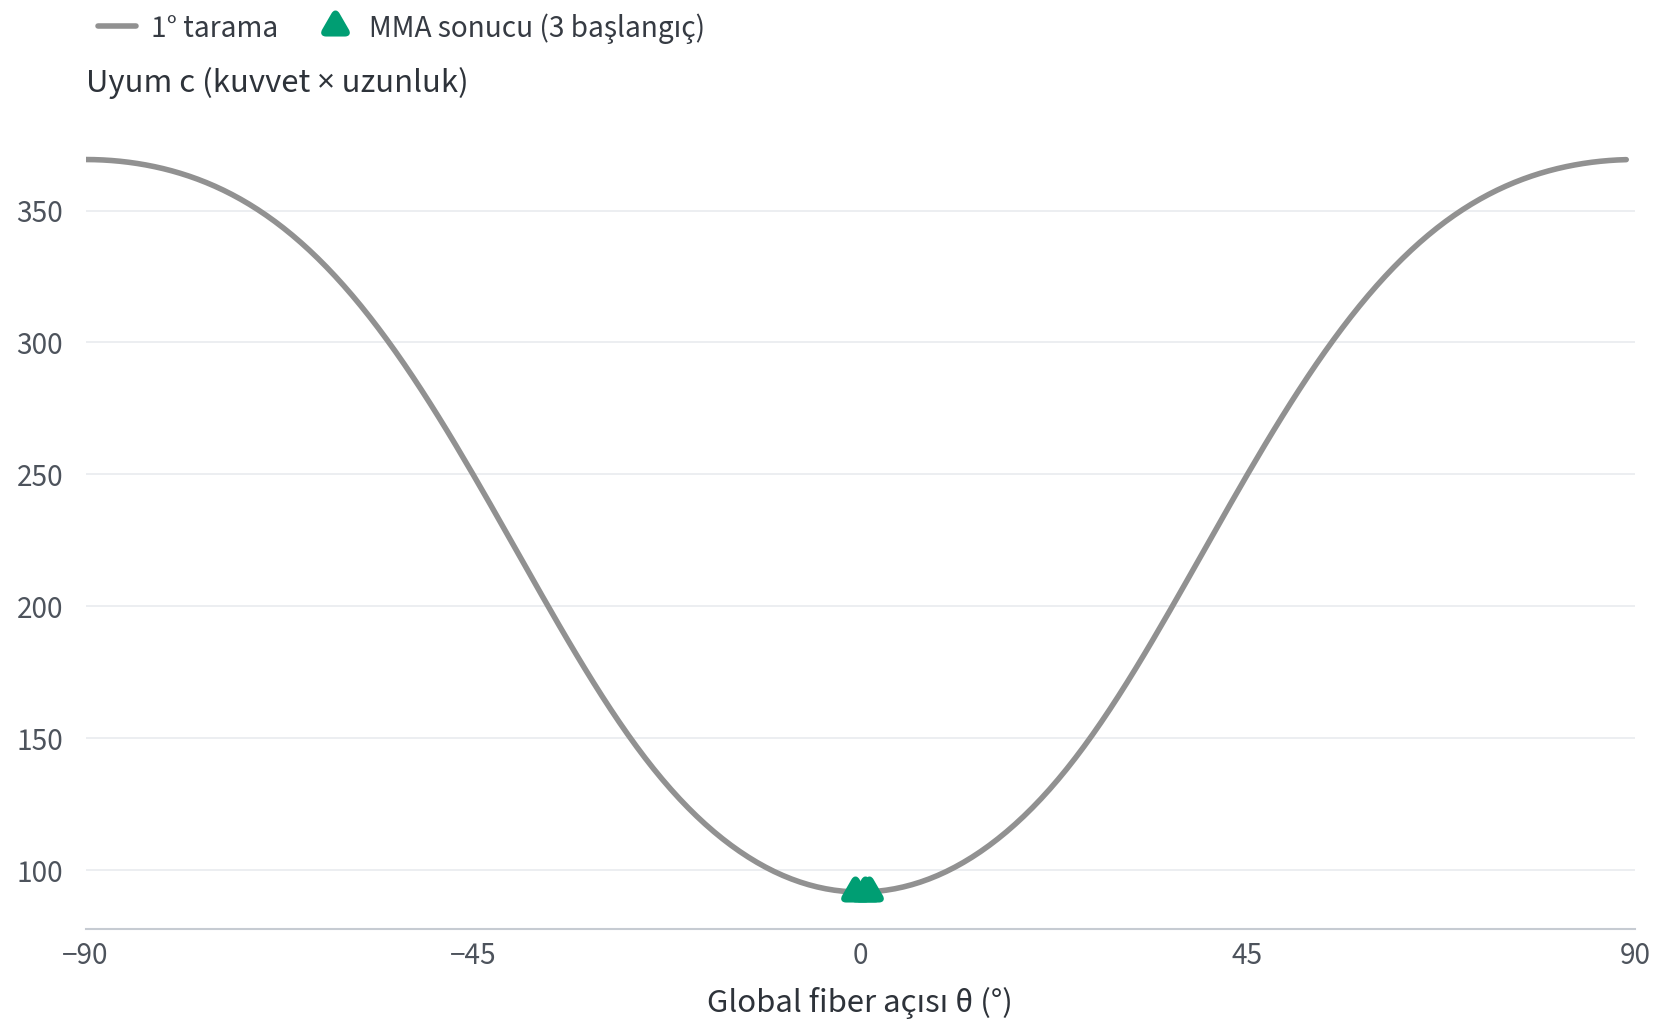 1° tarama MMA sonucu (3 başlangıç)
Uyum c (kuvvet × uzunluk)
350
300
250
200
150
100
−90 −45 0 45 90
Global fiber açısı θ (°)